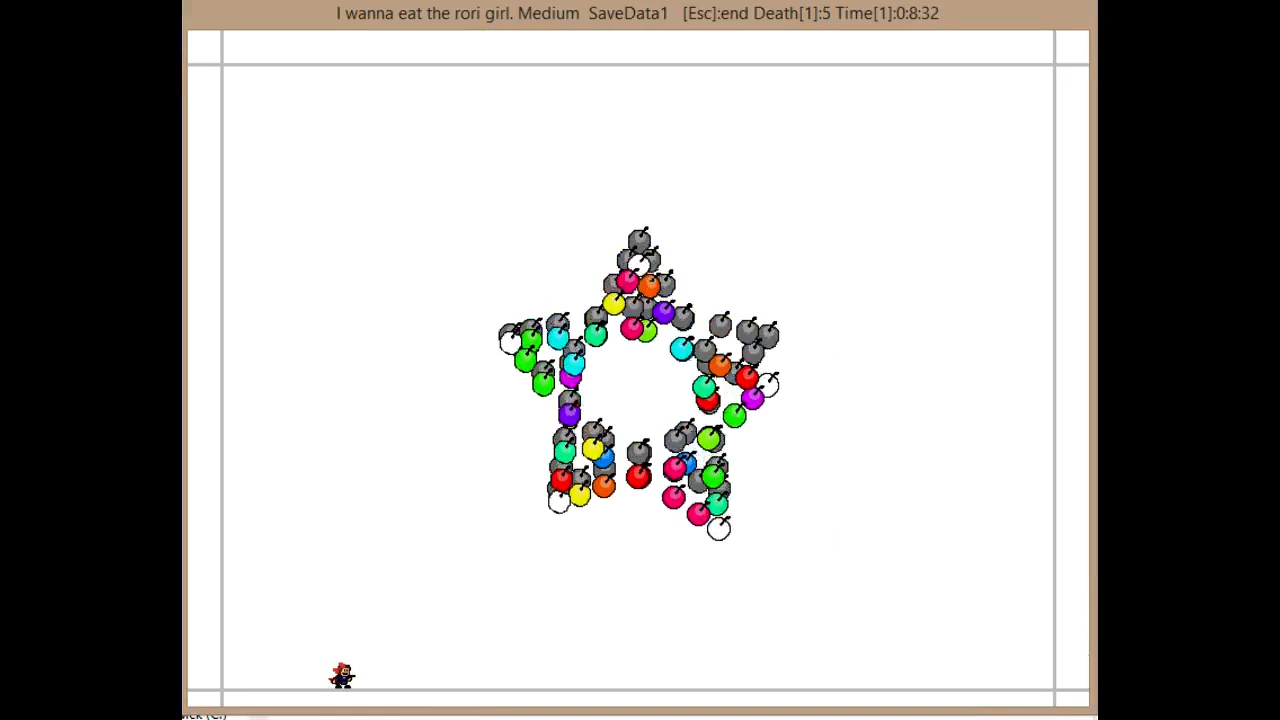 I wanna eat the rori girl. Medium SaveData1 [Esc]:end Death[1]:5 Time[1]:0:8:32